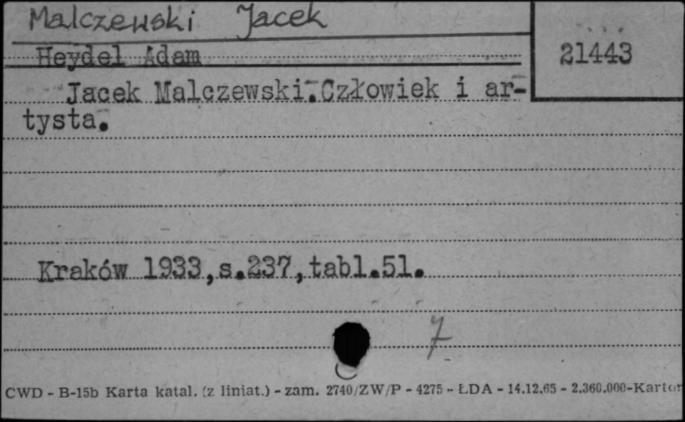 Malczewski Jacek
Heydel Adam
21443
Jacek Malczewski.Człowiek i ar-
tysta.
Kraków 1933,s.237,tabl.51.
7
CWD - B-15b Karta katal. (z liniat.) - zam. 2740/ZW/P - 4275 - ŁDA - 14.12.65 - 2.360.000-Kartor